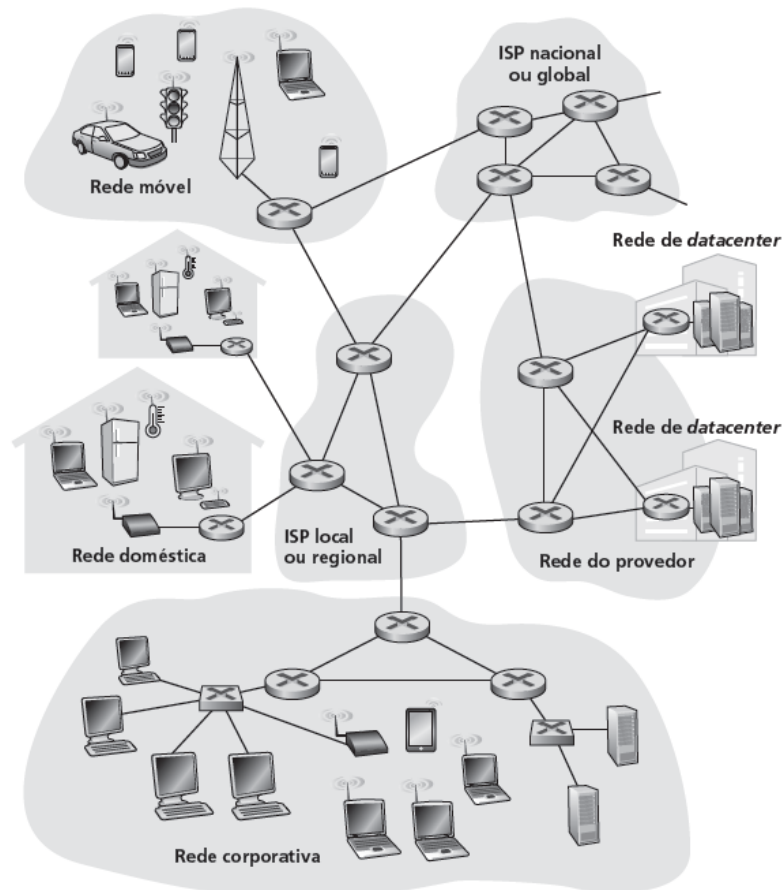 ISP nacional
ou global
Rede móvel
Rede de datacenter
Rede de datacenter
Rede doméstica
ISP local
ou regional
Rede do provedor
Rede corporativa